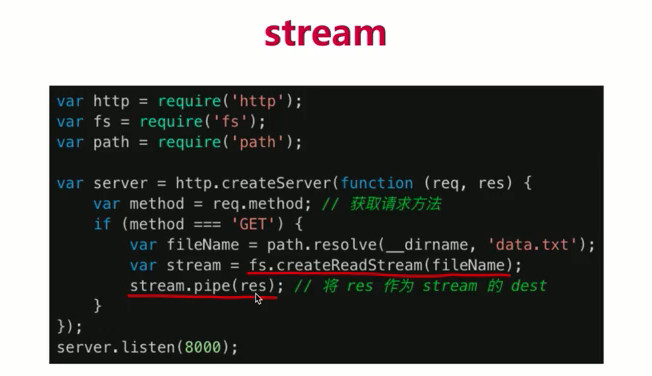 stream
var http = require('http');
var fs = require('fs');
var path = require('path');
var server = http.createServer(function (req, res) {
var method = req.method; // 获取请求方法
if (method === 'GET') {
var fileName = path.resolve(__dirname, 'data.txt');
var stream = fs.createReadStream(fileName);
stream.pipe(res); // 将 res 作为 stream 的 dest
}
});
server.listen(8000);